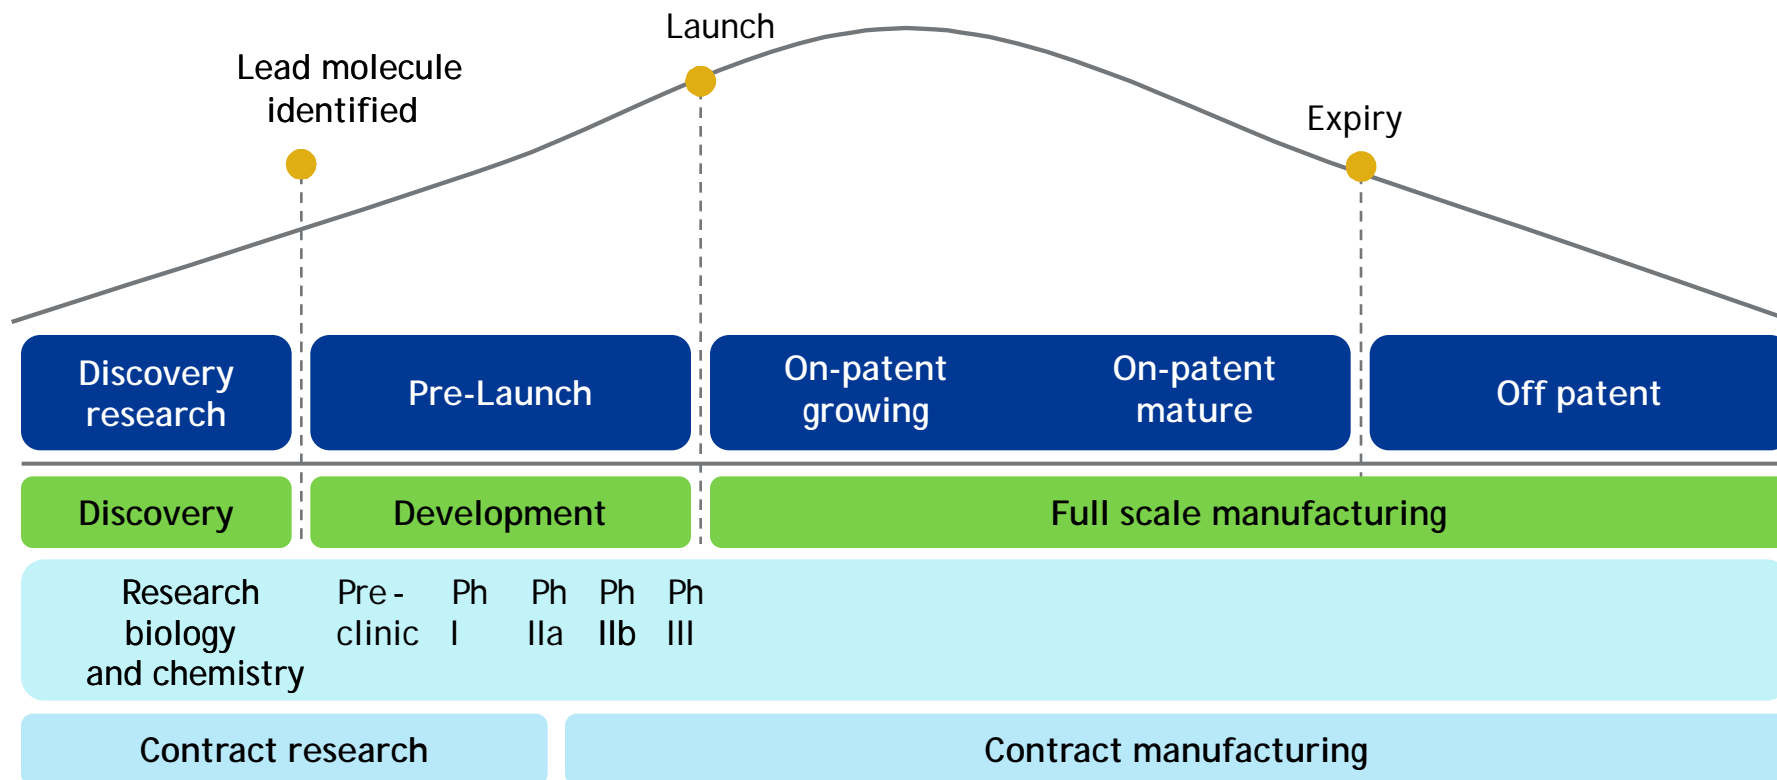 Launch
Lead molecule
identified
Expiry
Discovery
research
Pre-Launch
On-patent
growing
On-patent
mature
Off patent
Discovery
Development
Full scale manufacturing
Research
biology
and chemistry
Pre -
clinic
Ph
I
Ph
IIa
Ph
IIb
Ph
III
Contract research
Contract manufacturing